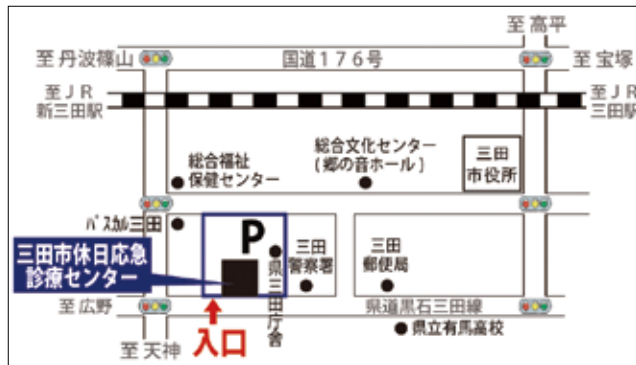 至 高平
至 丹波篠山
国道１７６号
至 宝塚
至 ＪＲ
新三田駅
至 ＪＲ
三田駅
総合福祉
保健センター
総合文化センター
(郷の音ホール)
三田
市役所
パスカル三田
P
三田市休日応急
診療センター
県三田庁舎
三田
警察署
三田
郵便局
至 広野
県道黒石三田線
入口
県立有馬高校
至 天神